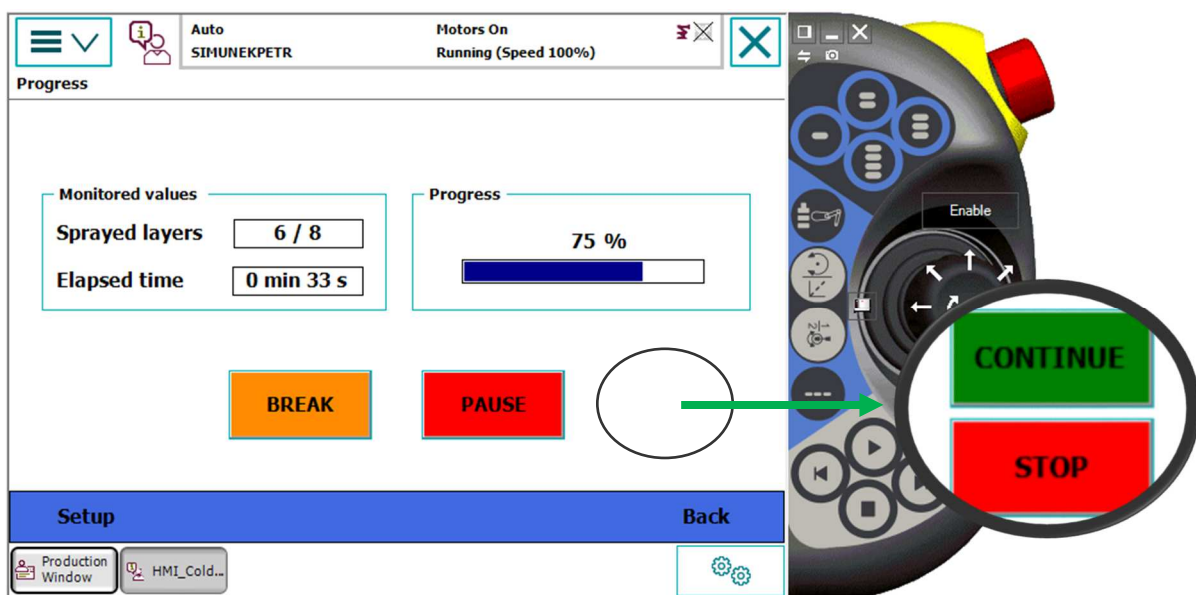 Auto
Motors On
SIMUNEKPETR
Running (Speed 100%)
Progress
Monitored values
Sprayed layers
6 / 8
Elapsed time
0 min 33 s
Progress
75 %
BREAK
PAUSE
Setup
Back
Production
Window
HMI_Cold...
Enable
CONTINUE
STOP